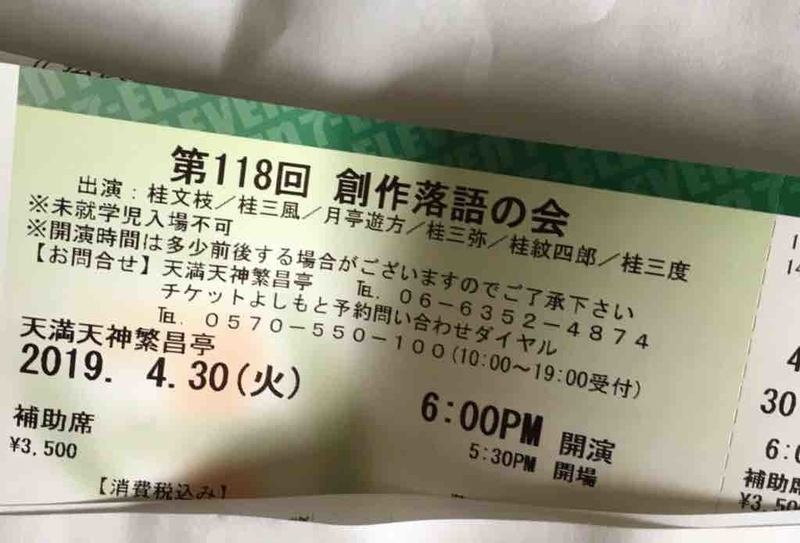 7-ELEVEN
第118回 創作落語の会
出演：桂文枝／桂三風／月亭遊方／桂三弥／桂紋四郎／桂三度
※未就学児入場不可
※開演時間は多少前後する場合がございますのでご了承下さい
【お問合せ】天満天神繁昌亭 ℡．０６－６３５２－４８７４
チケットよしもと予約問い合わせダイヤル
℡．０５７０－５５０－１００(10:00～19:00受付)
天満天神繁昌亭
2019. 4.30(火)
6:00PM 開演
5:30PM 開場
補助席
¥3,500
【消費税込み】
30
補助席